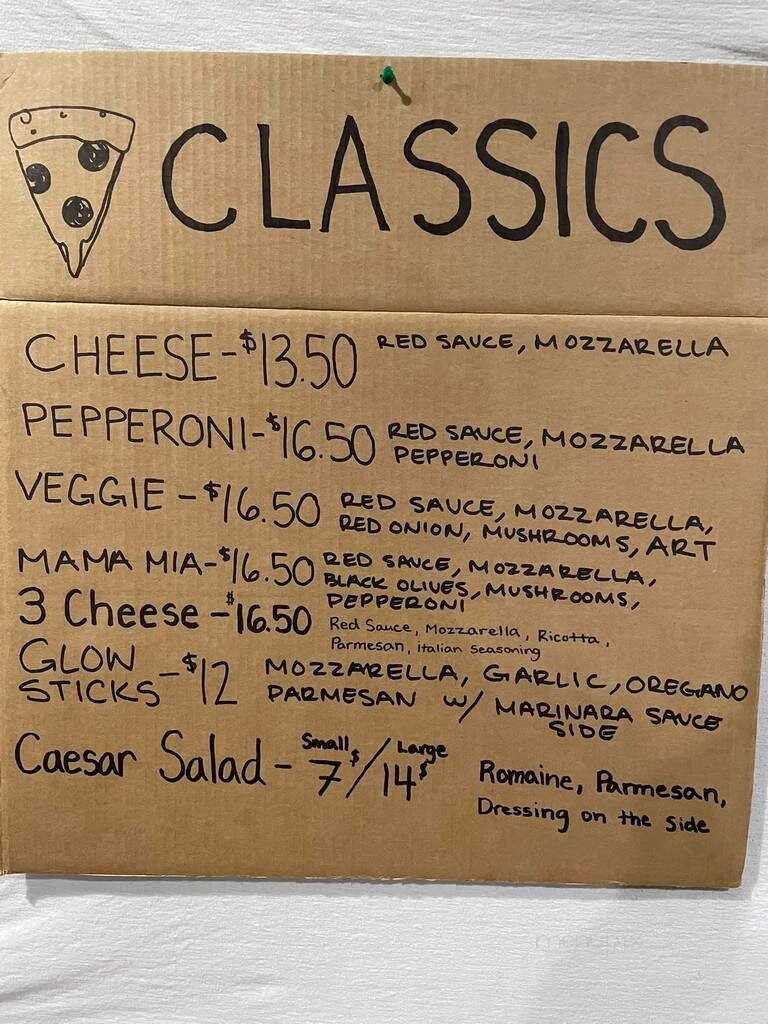 CLASSICS
CHEESE - $13.50 RED SAUCE, MOZZARELLA
PEPPERONI - $16.50 RED SAUCE, MOZZARELLA
PEPPERONI
VEGGIE - $16.50 RED SAUCE, MOZZARELLA,
RED ONION, MUSHROOMS, ART
MAMA MIA - $16.50 RED SAUCE, MOZZARELLA,
BLACK OLIVES, MUSHROOMS,
PEPPERONI
3 Cheese - $16.50 Red Sauce, Mozzarella, Ricotta,
Parmesan, italian seasoning
GLOW STICKS - $12 MOZZARELLA, GARLIC, OREGANO
PARMESAN W/ MARINARA SAUCE
SIDE
Caesar Salad - Small 7$ / Large 14$ Romaine, Parmesan,
Dressing on the side